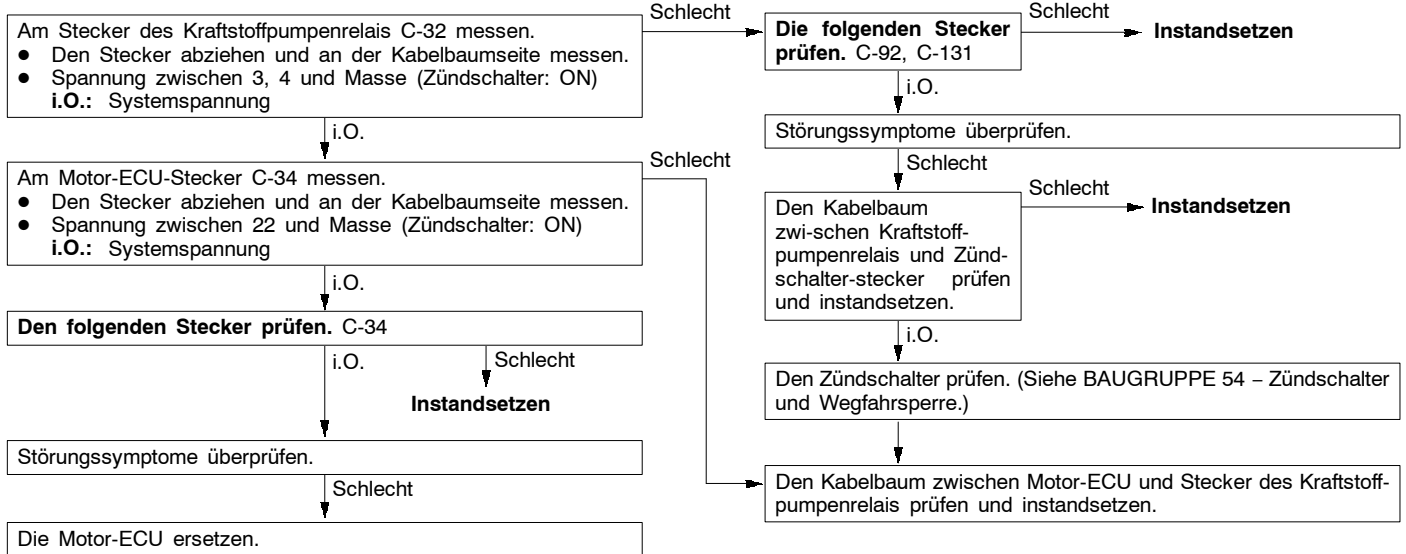 Am Stecker des Kraftstoffpumpenrelais C-32 messen.
● Den Stecker abziehen und an der Kabelbaumseite messen.
● Spannung zwischen 3, 4 und Masse (Zündschalter: ON)
i.O.: Systemspannung
Schlecht
i.O.
Am Motor-ECU-Stecker C-34 messen.
● Den Stecker abziehen und an der Kabelbaumseite messen.
● Spannung zwischen 22 und Masse (Zündschalter: ON)
i.O.: Systemspannung
Schlecht
i.O.
Den folgenden Stecker prüfen. C-34
i.O.
Schlecht
Instandsetzen
Störungssymptome überprüfen.
Schlecht
Die Motor-ECU ersetzen.
Die folgenden Stecker
prüfen. C-92, C-131
Schlecht
Instandsetzen
i.O.
Störungssymptome überprüfen.
Schlecht
Den Kabelbaum
zwi-schen Kraftstoff-
pumpenrelais und Zünd-
schalter-stecker prüfen
und instandsetzen.
Schlecht
Instandsetzen
i.O.
Den Zündschalter prüfen. (Siehe BAUGRUPPE 54 – Zündschalter
und Wegfahrsperre.)
Den Kabelbaum zwischen Motor-ECU und Stecker des Kraftstoff-
pumpenrelais prüfen und instandsetzen.